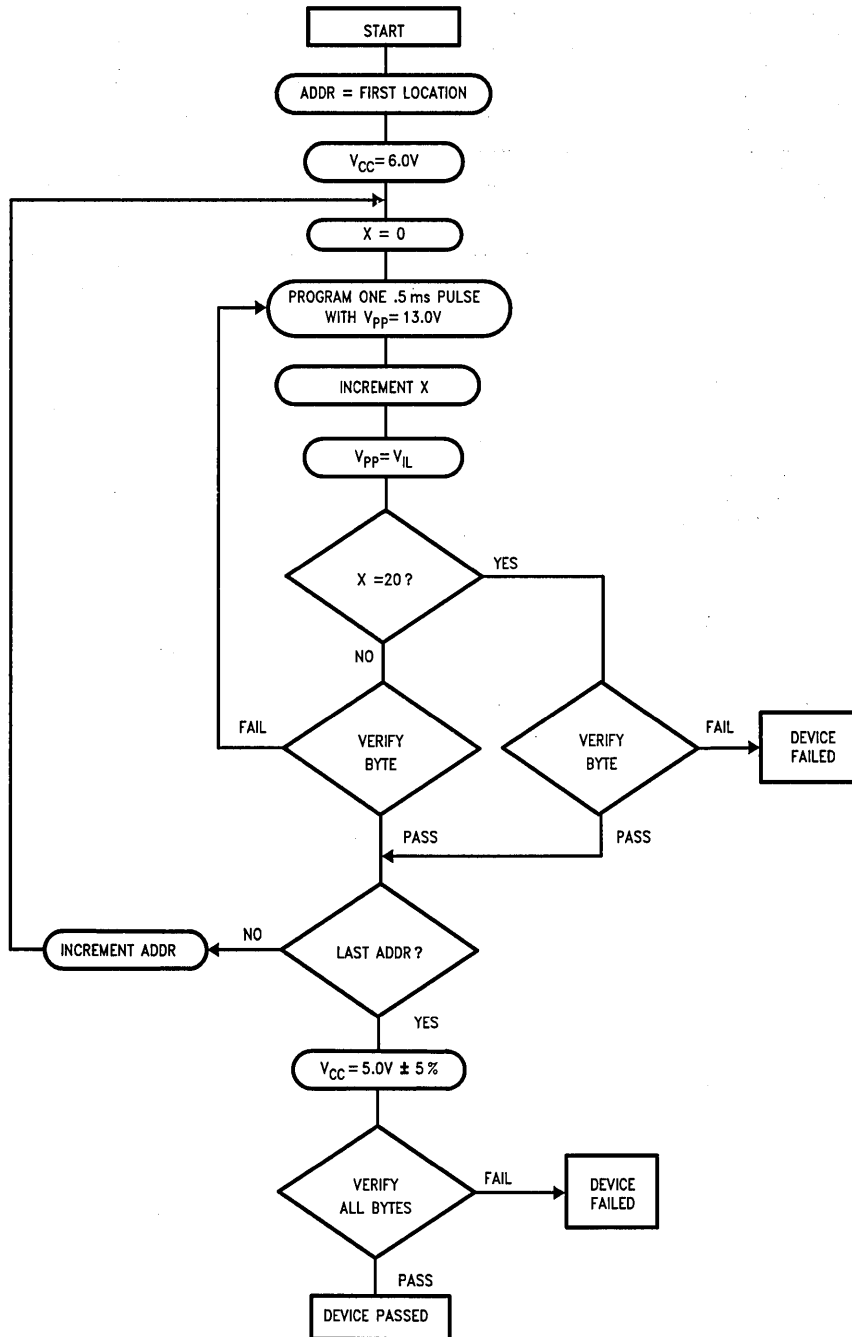 START
ADDR = FIRST LOCATION
VCC = 6.0V
X = 0
PROGRAM ONE .5 ms PULSE
WITH VPP = 13.0V
INCREMENT X
VPP = VIL
X = 20 ?
YES
NO
FAIL
VERIFY
BYTE
VERIFY
BYTE
FAIL
DEVICE
FAILED
PASS
PASS
INCREMENT ADDR
NO
LAST ADDR ?
YES
VCC = 5.0V ± 5 %
VERIFY
ALL BYTES
FAIL
DEVICE
FAILED
PASS
DEVICE PASSED